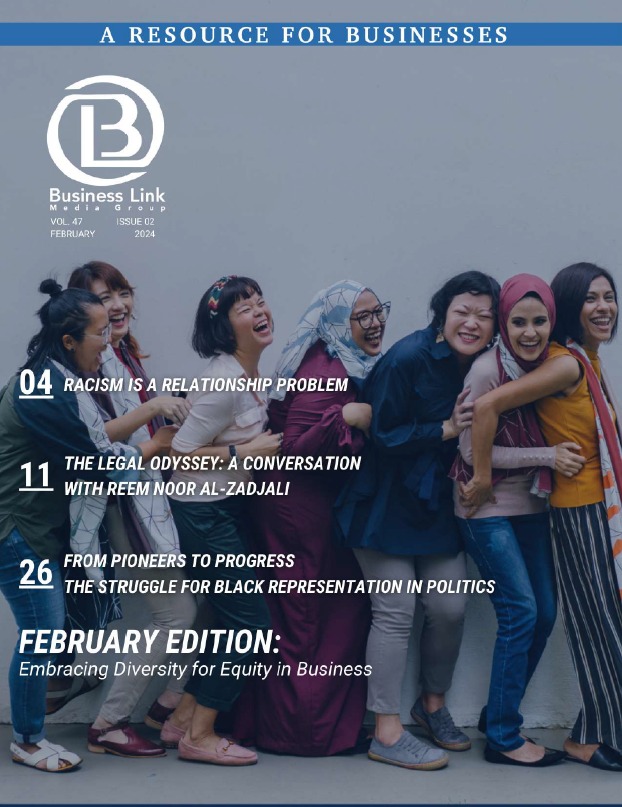 A RESOURCE FOR BUSINESSES
B
Business Link
Media Group
VOL. 47 ISSUE 02
FEBRUARY 2024
04 RACISM IS A RELATIONSHIP PROBLEM
11 THE LEGAL ODYSSEY: A CONVERSATION
WITH REEM NOOR AL-ZADJALI
26 FROM PIONEERS TO PROGRESS
THE STRUGGLE FOR BLACK REPRESENTATION IN POLITICS
FEBRUARY EDITION:
Embracing Diversity for Equity in Business